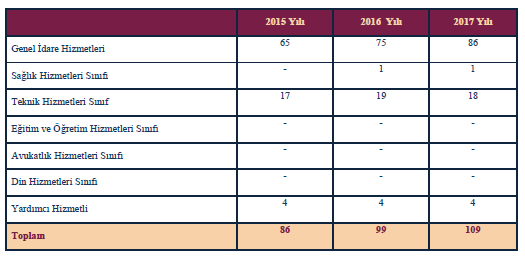 2015 Yılı 2016 Yılı 2017 Yılı
Genel İdare Hizmetleri 65 75 86
Sağlık Hizmetleri Sınıfı - 1 1
Teknik Hizmetleri Sınıf 17 19 18
Eğitim ve Öğretim Hizmetleri Sınıfı - - -
Avukatlık Hizmetleri Sınıfı - - -
Din Hizmetleri Sınıfı - - -
Yardımcı Hizmetli 4 4 4
Toplam 86 99 109